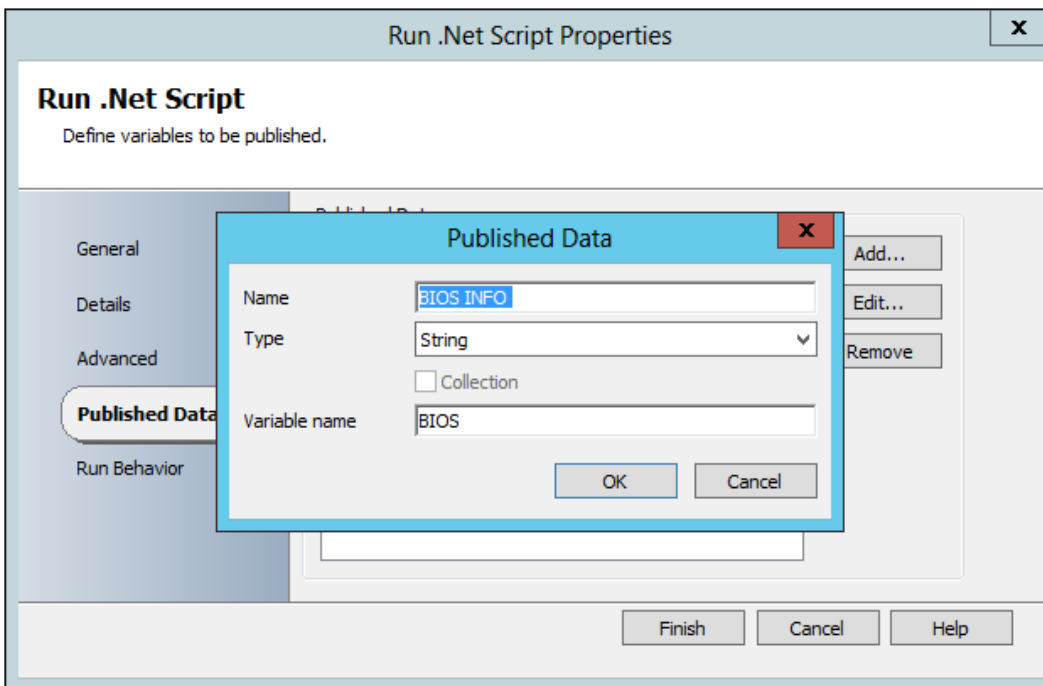 Run .Net Script Properties
x
Run .Net Script
Define variables to be published.
General
Details
Advanced
Published Data
Run Behavior
Add...
Edit...
Remove
Published Data
x
Name
BIOS INFO
Type
String
Collection
Variable name
BIOS
OK
Cancel
Finish
Cancel
Help